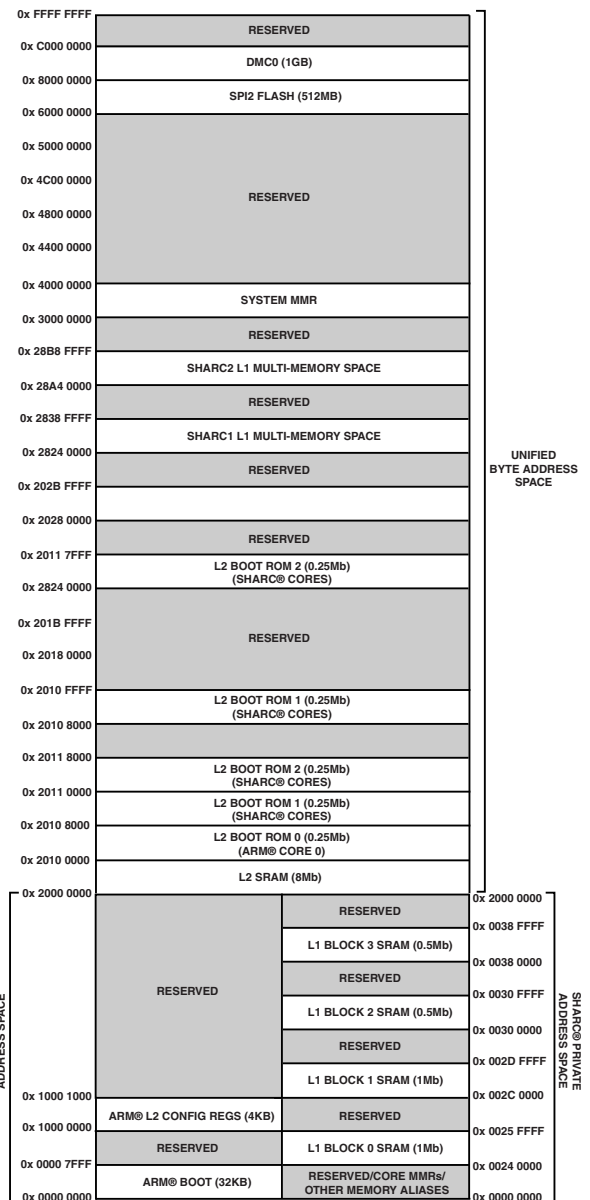 0x FFFF FFFF
RESERVED
0x C000 0000
DMC0 (1GB)
0x 8000 0000
SPI2 FLASH (512MB)
0x 6000 0000
0x 5000 0000
0x 4C00 0000
RESERVED
0x 4800 0000
0x 4400 0000
0x 4000 0000
SYSTEM MMR
0x 3000 0000
RESERVED
0x 28B8 FFFF
SHARC2 L1 MULTI-MEMORY SPACE
0x 28A4 0000
RESERVED
0x 2838 FFFF
SHARC1 L1 MULTI-MEMORY SPACE
0x 2824 0000
RESERVED
0x 202B FFFF
0x 2028 0000
RESERVED
0x 2011 7FFF
L2 BOOT ROM 2 (0.25Mb)
(SHARC® CORES)
0x 2824 0000
0x 201B FFFF
RESERVED
0x 2018 0000
0x 2010 FFFF
L2 BOOT ROM 1 (0.25Mb)
(SHARC® CORES)
0x 2010 8000
0x 2011 8000
L2 BOOT ROM 2 (0.25Mb)
(SHARC® CORES)
0x 2011 0000
L2 BOOT ROM 1 (0.25Mb)
(SHARC® CORES)
0x 2010 8000
L2 BOOT ROM 0 (0.25Mb)
(ARM® CORE 0)
0x 2010 0000
L2 SRAM (8Mb)
0x 2000 0000
UNIFIED
BYTE ADDRESS
SPACE
ADDRESS SPACE
RESERVED
0x 1000 1000
ARM® L2 CONFIG REGS (4KB)
0x 1000 0000
RESERVED
0x 0000 7FFF
ARM® BOOT (32KB)
0x 0000 0000
0x 2000 0000
RESERVED
0x 0038 FFFF
L1 BLOCK 3 SRAM (0.5Mb)
0x 0038 0000
RESERVED
0x 0030 FFFF
L1 BLOCK 2 SRAM (0.5Mb)
0x 0030 0000
RESERVED
0x 002D FFFF
L1 BLOCK 1 SRAM (1Mb)
0x 002C 0000
RESERVED
0x 0025 FFFF
L1 BLOCK 0 SRAM (1Mb)
0x 0024 0000
RESERVED/CORE MMRs/
OTHER MEMORY ALIASES
0x 0000 0000
SHARC® PRIVATE
ADDRESS SPACE